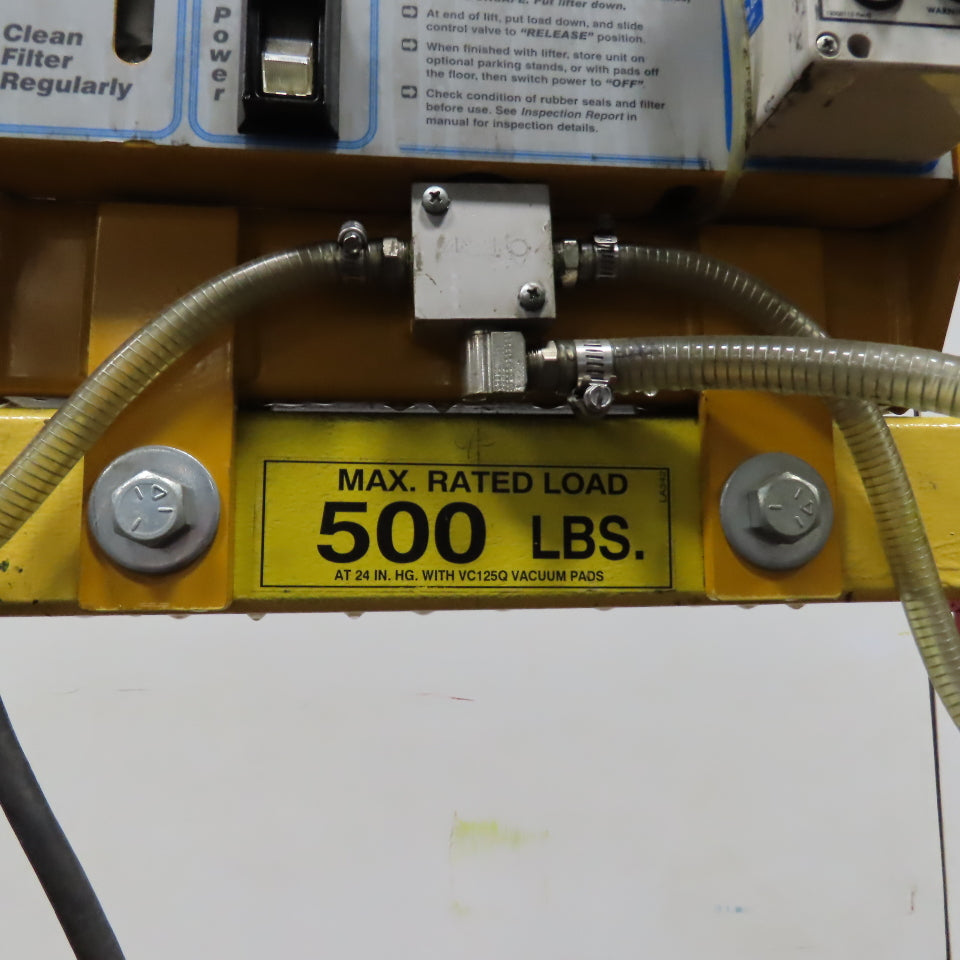 Put lifter down.
At end of lift, put load down, and slide
control valve to "RELEASE" position.
When finished with lifter, store unit on
optional parking stands, or with pads off
the floor, then switch power to "OFF".
Check condition of rubber seals and filter
before use. See Inspection Report in
manual for inspection details.
Clean
Filter
Regularly
Power
MAX. RATED LOAD
500 LBS.
AT 24 IN. HG. WITH VC125Q VACUUM PADS